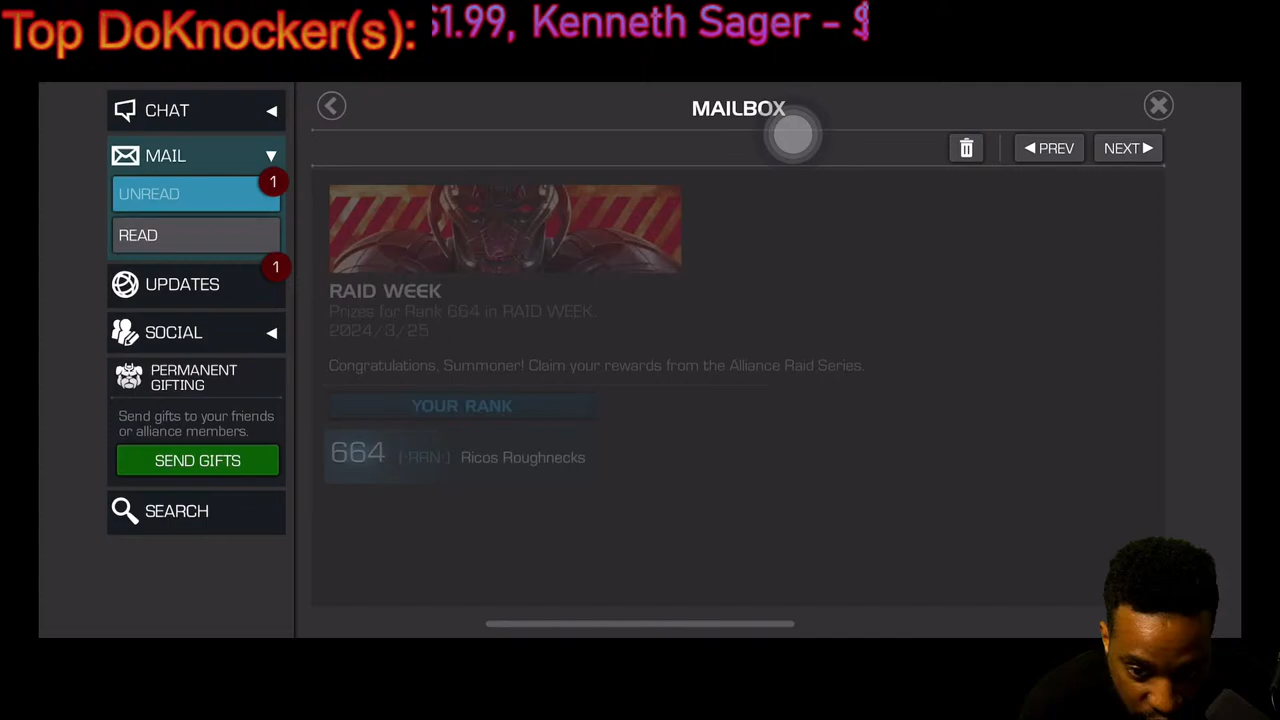 Top DoKnocker(s): $1.99, Kenneth Sager - $
CHAT
MAIL
1
UNREAD
READ
1
UPDATES
SOCIAL
PERMANENT
GIFTING
Send gifts to your friends
or alliance members.
SEND GIFTS
SEARCH
MAILBOX
PREV
NEXT
RAID WEEK
Prizes for Rank 664 in RAID WEEK.
2024/3/25
Congratulations, Summoner! Claim your rewards from the Alliance Raid Series.
YOUR RANK
664 [·RRN·] Ricos Roughnecks